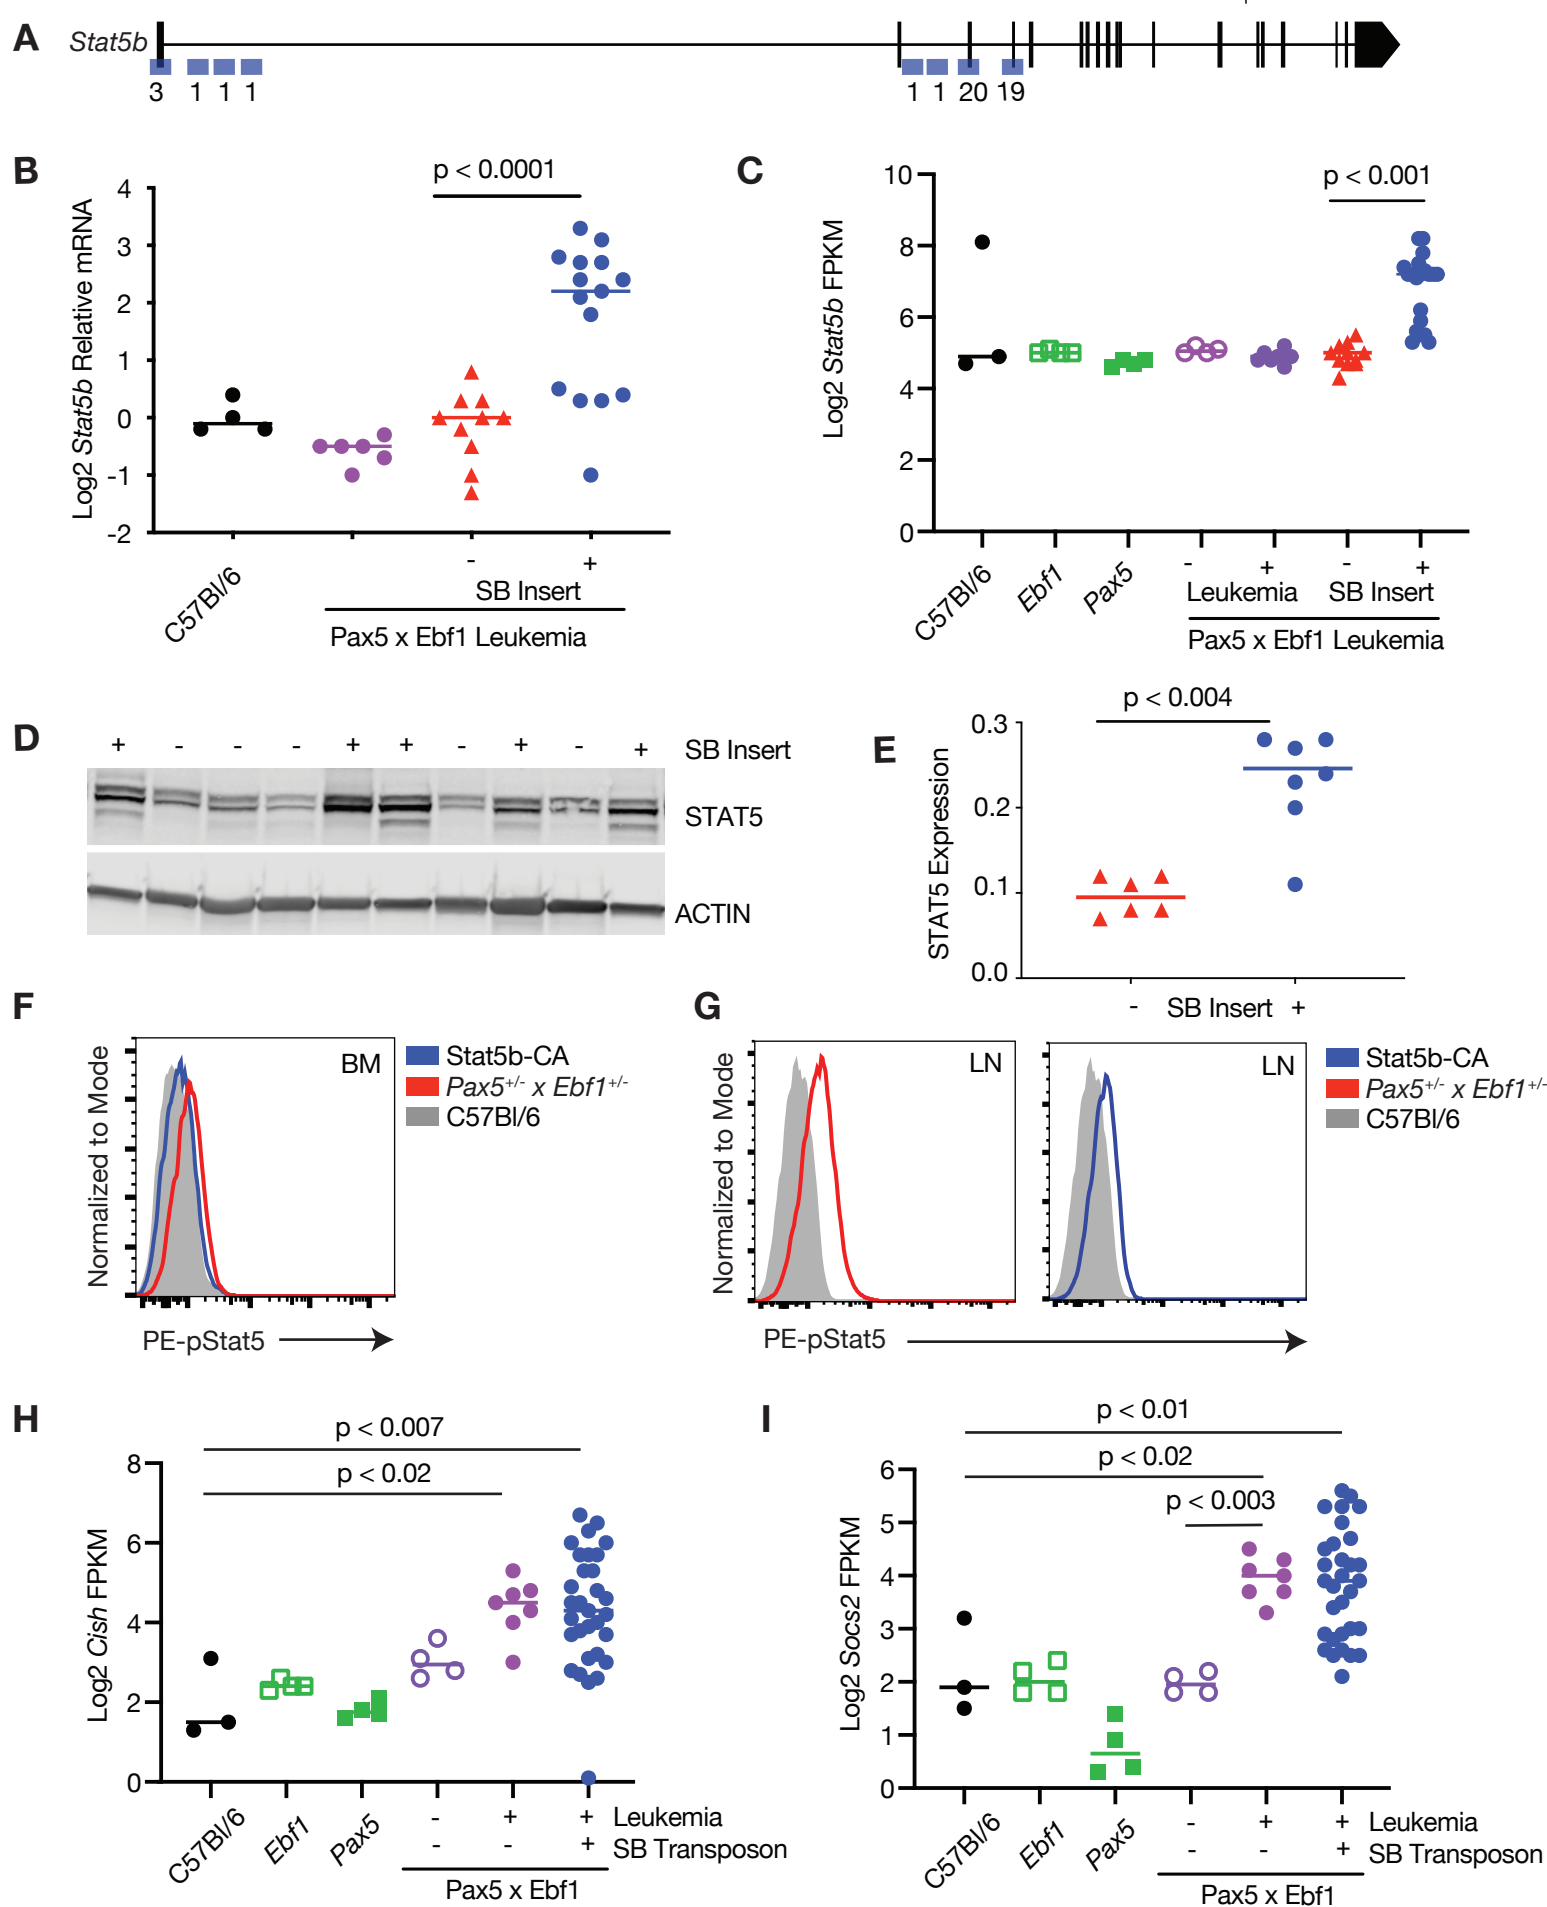 A
Stat5b
3 1 1 1 1 1 20 19
B
p < 0.0001
Log2 Stat5b Relative mRNA
4
3
2
1
0
-1
-2
C57Bl/6
- +
SB Insert
Pax5 x Ebf1 Leukemia
C
p < 0.001
Log2 Stat5b FPKM
10
8
6
4
2
0
C57Bl/6
Ebf1
Pax5
- + - +
Leukemia SB Insert
Pax5 x Ebf1 Leukemia
D
+ - - - + + - + - + SB Insert
STAT5
ACTIN
E
p < 0.004
STAT5 Expression
0.3
0.2
0.1
0.0
- SB Insert +
F
Normalized to Mode
BM
Stat5b-CA
Pax5+/- x Ebf1+/-
C57Bl/6
PE-pStat5
G
Normalized to Mode
LN
LN
Stat5b-CA
Pax5+/- x Ebf1+/-
C57Bl/6
PE-pStat5
H
p < 0.007
p < 0.02
Log2 Cish FPKM
8
6
4
2
0
C57Bl/6
Ebf1
Pax5
- + + Leukemia
- - + SB Transposon
Pax5 x Ebf1
I
p < 0.01
p < 0.02
p < 0.003
Log2 Socs2 FPKM
6
5
4
3
2
1
0
C57Bl/6
Ebf1
Pax5
- + + Leukemia
- - + SB Transposon
Pax5 x Ebf1